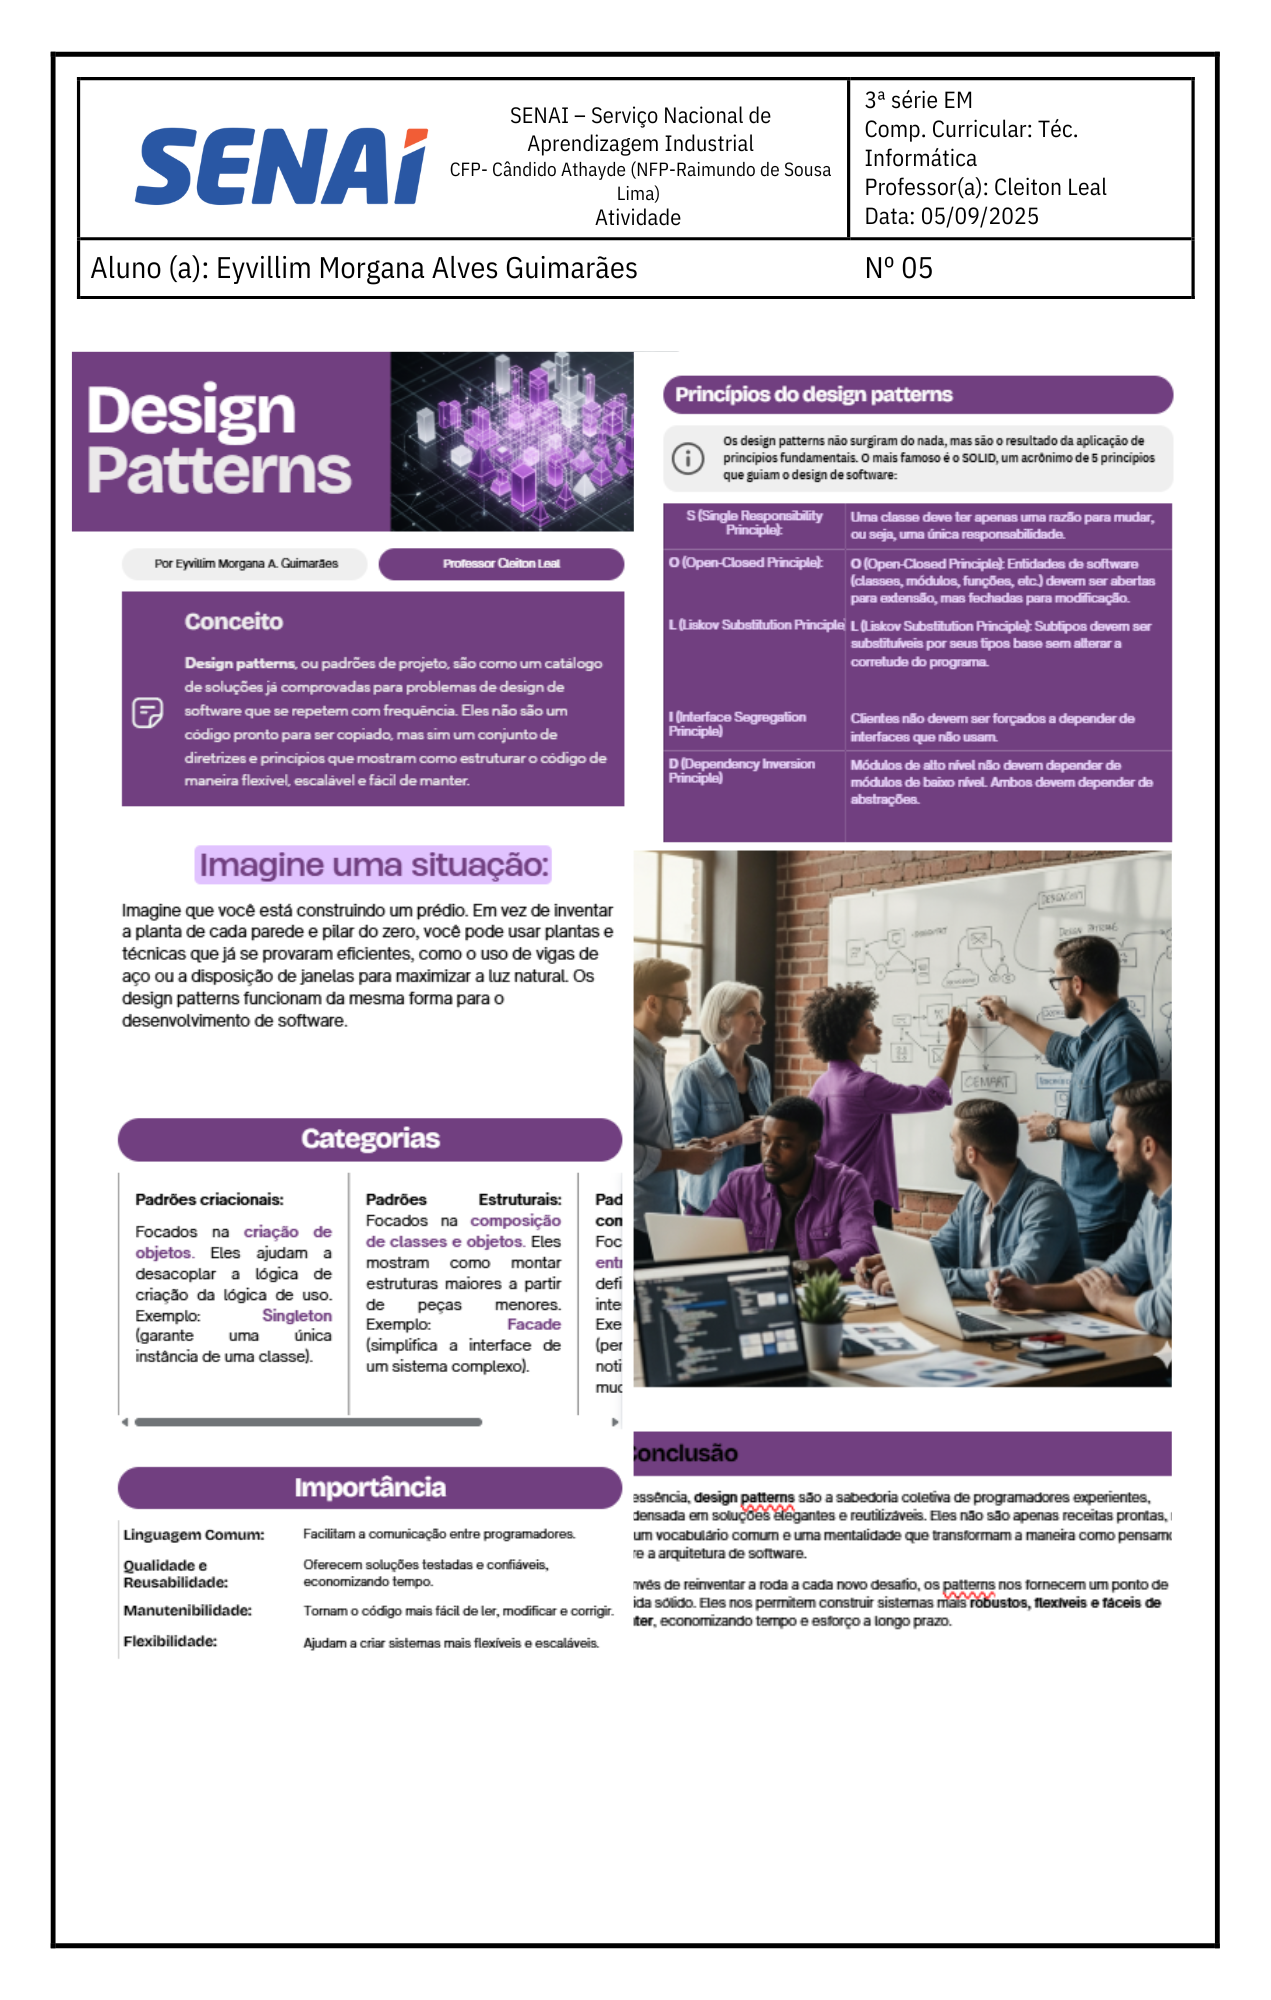 SENAI
SENAI – Serviço Nacional de
Aprendizagem Industrial
CFP- Cândido Athayde (NFP-Raimundo de Sousa
Lima)
Atividade
3ª série EM
Comp. Curricular: Téc.
Informática
Professor(a): Cleiton Leal
Data: 05/09/2025
Aluno (a): Eyvillim Morgana Alves Guimarães
Nº 05
Design
Patterns
Por Eyvillim Morgana A. Guimarães
Professor Cleiton Leal
Conceito
Design patterns, ou padrões de projeto, são como um catálogo
de soluções já comprovadas para problemas de design de
software que se repetem com frequência. Eles não são um
código pronto para ser copiado, mas sim um conjunto de
diretrizes e princípios que mostram como estruturar o código de
maneira flexível, escalável e fácil de manter.
Imagine uma situação:
Imagine que você está construindo um prédio. Em vez de inventar
a planta de cada parede e pilar do zero, você pode usar plantas e
técnicas que já se provaram eficientes, como o uso de vigas de
aço ou a disposição de janelas para maximizar a luz natural. Os
design patterns funcionam da mesma forma para o
desenvolvimento de software.
Categorias
Padrões criacionais:
Focados na criação de
objetos. Eles ajudam a
desacoplar a lógica de
criação da lógica de uso.
Exemplo: Singleton
(garante uma única
instância de uma classe).
Padrões Estruturais:
Focados na composição
de classes e objetos. Eles
mostram como montar
estruturas maiores a partir
de peças menores.
Exemplo: Facade
(simplifica a interface de
um sistema complexo).
Pad
com
Foc
entr
defi
inte
Exe
(per
noti
muc
Importância
Linguagem Comum:
Facilitam a comunicação entre programadores.
Qualidade e
Reusabilidade:
Oferecem soluções testadas e confiáveis,
economizando tempo.
Manutenibilidade:
Tornam o código mais fácil de ler, modificar e corrigir.
Flexibilidade:
Ajudam a criar sistemas mais flexíveis e escaláveis.
Princípios do design patterns
Os design patterns não surgiram do nada, mas são o resultado da aplicação de
princípios fundamentais. O mais famoso é o SOLID, um acrônimo de 5 princípios
que guiam o design de software:
S (Single Responsibility
Principle):
Uma classe deve ter apenas uma razão para mudar,
ou seja, uma única responsabilidade.
O (Open-Closed Principle):
O (Open-Closed Principle): Entidades de software
(classes, módulos, funções, etc.) devem ser abertas
para extensão, mas fechadas para modificação.
L (Liskov Substitution Principle
L (Liskov Substitution Principle): Subtipos devem ser
substituíveis por seus tipos base sem alterar a
corretude do programa.
I (Interface Segregation
Principle)
Clientes não devem ser forçados a depender de
interfaces que não usam.
D (Dependency Inversion
Principle)
Módulos de alto nível não devem depender de
módulos de baixo nível. Ambos devem depender de
abstrações.
CEMART
onclusão
essência, design patterns são a sabedoria coletiva de programadores experientes,
densada em soluções elegantes e reutilizáveis. Eles não são apenas receitas prontas,
um vocabulário comum e uma mentalidade que transformam a maneira como pensamo
re a arquitetura de software.
nvés de reinventar a roda a cada novo desafio, os patterns nos fornecem um ponto de
ida sólido. Eles nos permitem construir sistemas mais robustos, flexíveis e fáceis de
ter, economizando tempo e esforço a longo prazo.